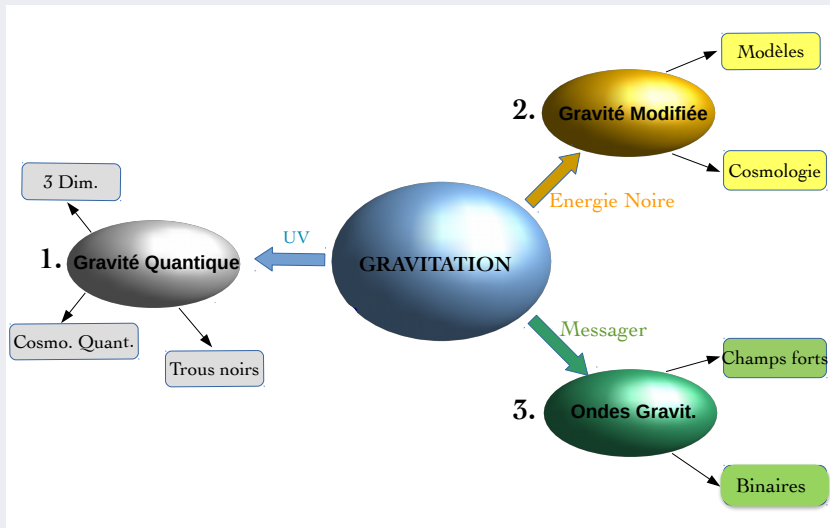 Modèles
2. Gravité Modifiée
Cosmologie
Energie Noire
3 Dim.
UV
1. Gravité Quantique
GRAVITATION
Cosmo. Quant.
Trous noirs
Messager
Champs forts
3. Ondes Gravit.
Binaires